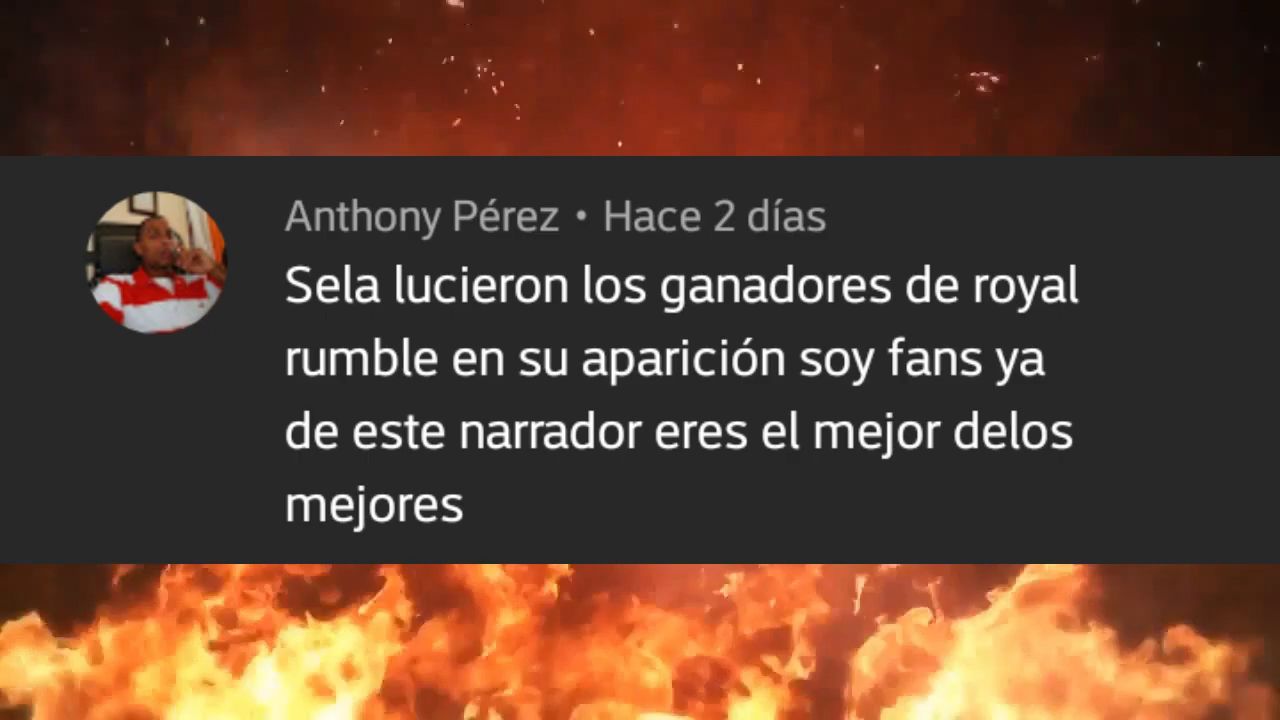 Anthony Pérez • Hace 2 días
Sela lucieron los ganadores de royal
rumble en su aparición soy fans ya
de este narrador eres el mejor delos
mejores